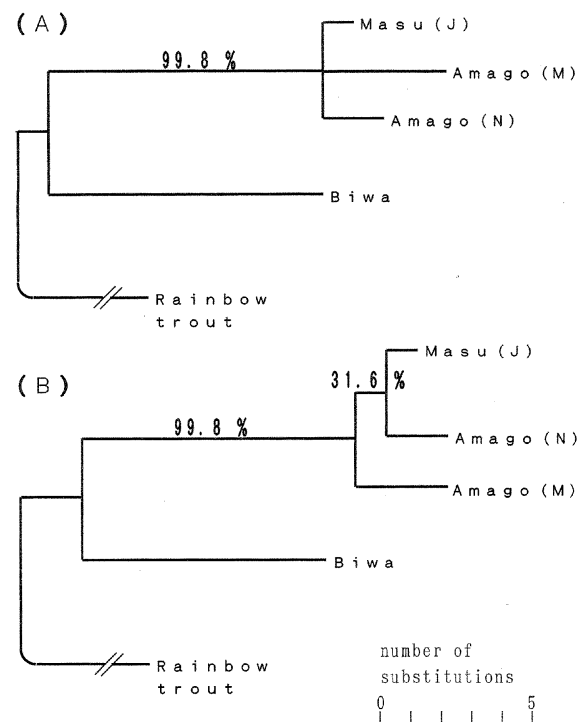 (A)
Masu (J)
99.8 %
Amago (M)
Amago (N)
Biwa
Rainbow
trout
(B)
Masu (J)
31.6 %
99.8 %
Amago (N)
Amago (M)
Biwa
Rainbow
trout
number of
substitutions
0 5